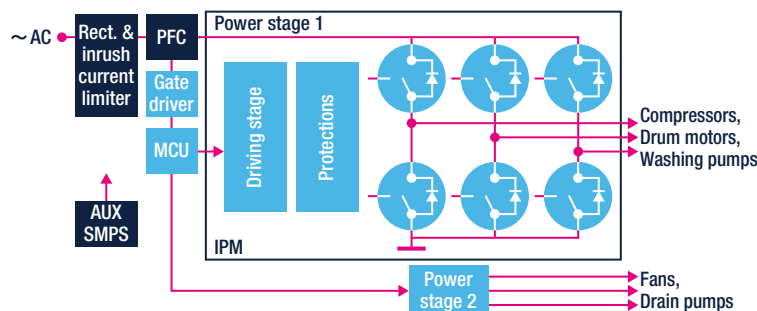 ~ AC
Rect. &
inrush
current
limiter
PFC
Gate
driver
MCU
AUX
SMPS
Power stage 1
Driving stage
Protections
IPM
Compressors,
Drum motors,
Washing pumps
Power
stage 2
Fans,
Drain pumps